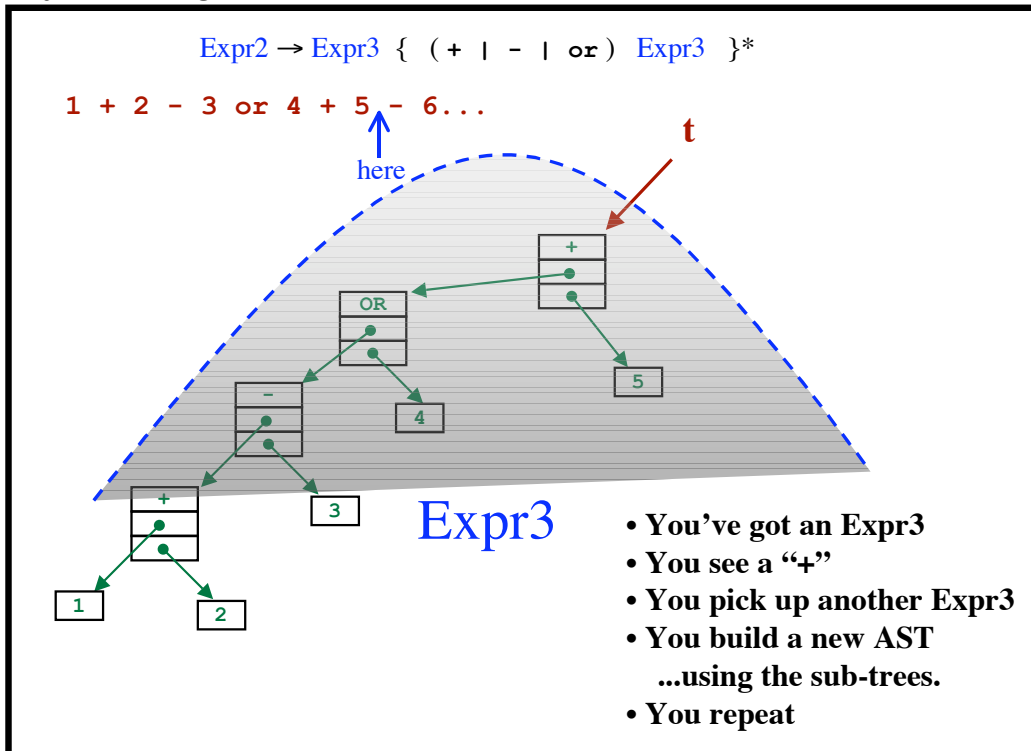 Expr2 → Expr3 { ( + | - | or ) Expr3 }*
1 + 2 - 3 or 4 + 5 - 6...
t
here
+
OR
5
-
4
+
3
Expr3
1
2
• You've got an Expr3
• You see a “+”
• You pick up another Expr3
• You build a new AST
...using the sub-trees.
• You repeat